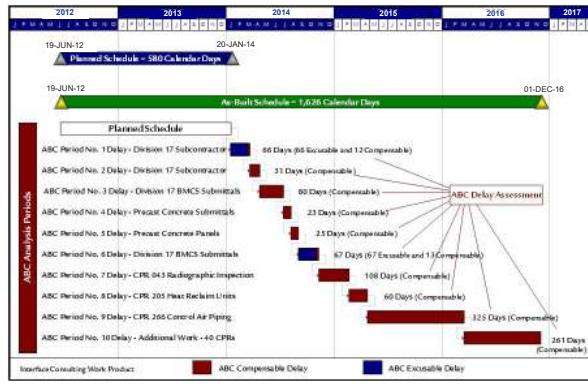 2012 2013 2014 2015 2016 2017
19-JUN-12 20-JAN-14
Planned Schedule = 580 Calendar Days
19-JUN-12 01-DEC-16
As-Built Schedule = 1,626 Calendar Days
Planned Schedule
ABC Analysis Periods
ABC Period No. 1 Delay - Division 17 Subcontractor 66 Days (66 Excusable and 12 Compensable)
ABC Period No. 2 Delay - Division 17 Subcontractor 31 Days (Compensable)
ABC Period No. 3 Delay - Division 17 BMCS Submittals 80 Days (Compensable)
ABC Delay Assessment
ABC Period No. 4 Delay - Precast Concrete Submittals 23 Days (Compensable)
ABC Period No. 5 Delay - Precast Concrete Panels 25 Days (Compensable)
ABC Period No. 6 Delay - Division 17 BMCS Submittals 67 Days (67 Excusable and 13 Compensable)
ABC Period No. 7 Delay - CPR 043 Radiographic Inspection 108 Days (Compensable)
ABC Period No. 8 Delay - CPR 205 Heat Reclaim Units 60 Days (Compensable)
ABC Period No. 9 Delay - CPR 266 Control Air Piping 325 Days (Compensable)
ABC Period No. 10 Delay - Additional Work - 40 CPRs 261 Days
(Compensable)
Interface Consulting Work Product ABC Compensable Delay ABC Excusable Delay